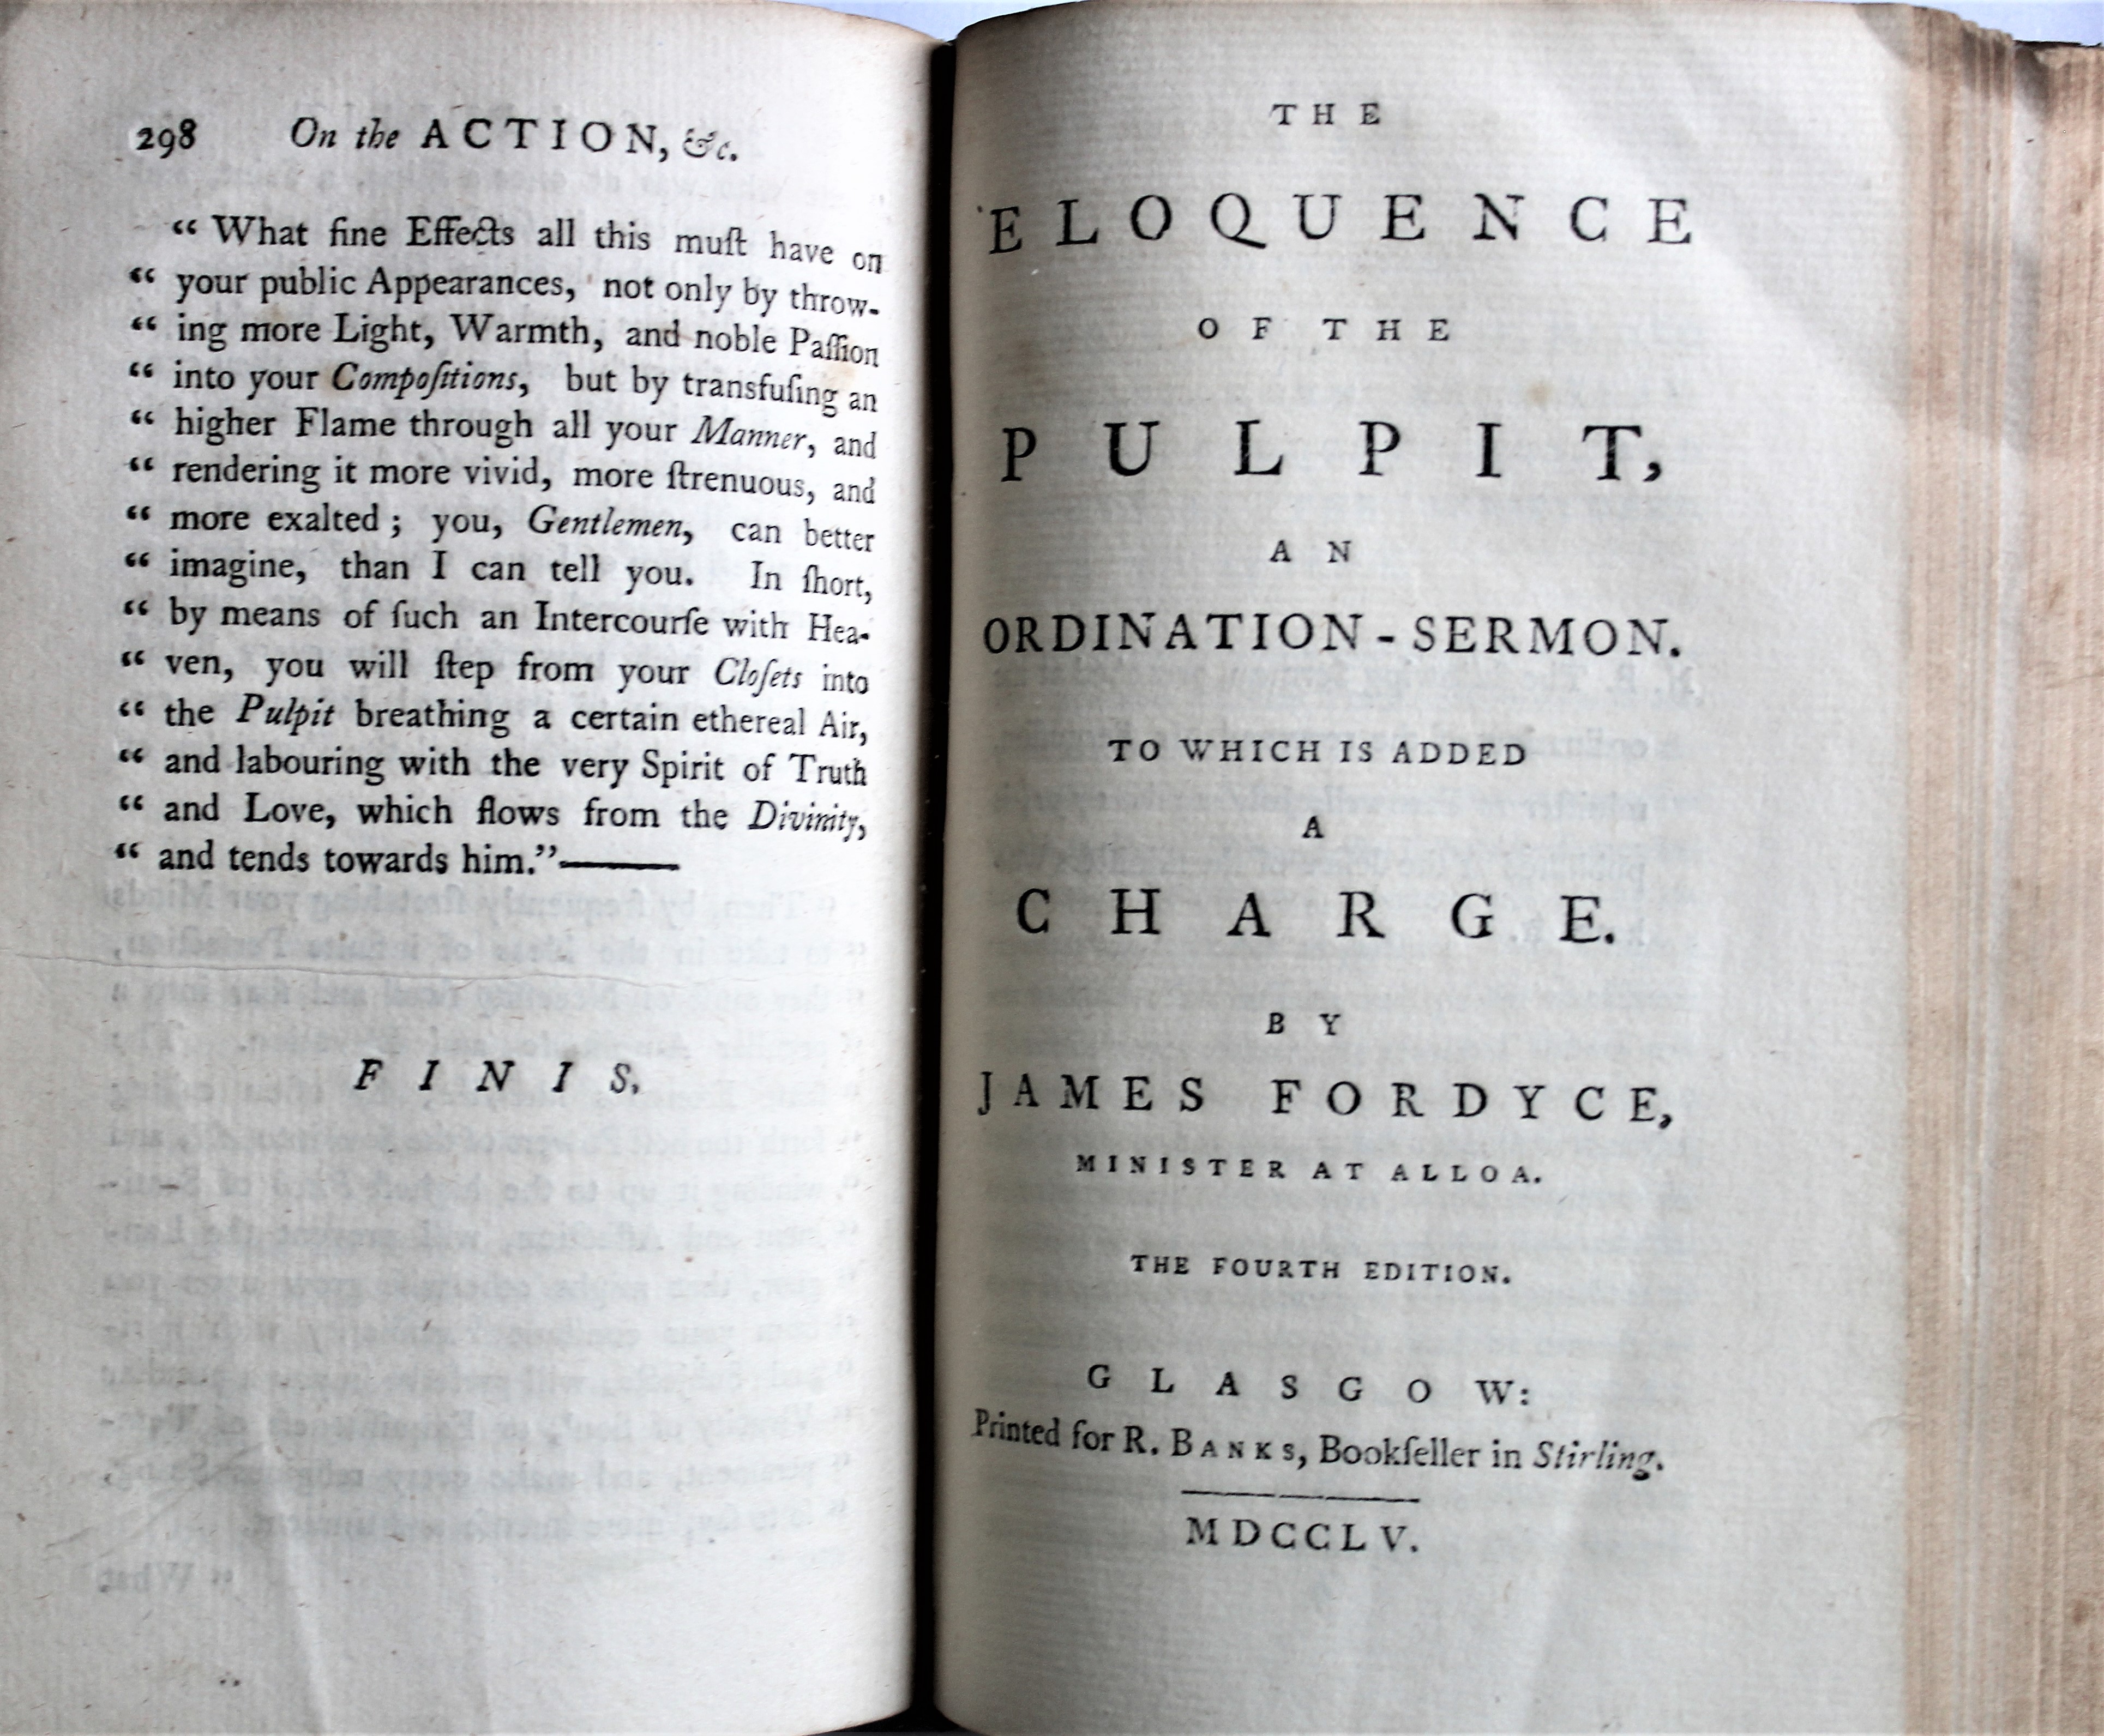 298 On the ACTION, &c.
“ What fine Effects all this muſt have on
“ your public Appearances, not only by throw-
“ ing more Light, Warmth, and noble Paſſion
“ into your Compoſitions, but by transfuſing an
“ higher Flame through all your Manner, and
“ rendering it more vivid, more ſtrenuous, and
“ more exalted ; you, Gentlemen, can better
“ imagine, than I can tell you. In ſhort,
“ by means of ſuch an Intercourſe with Hea-
“ ven, you will ſtep from your Cloſets into
“ the Pulpit breathing a certain ethereal Air,
“ and labouring with the very Spirit of Truth
“ and Love, which flows from the Divinity,
“ and tends towards him.”——
FINIS.
THE
ELOQUENCE
OF THE
PULPIT,
AN
ORDINATION-SERMON.
TO WHICH IS ADDED
A
CHARGE.
BY
JAMES FORDYCE,
MINISTER AT ALLOA.
THE FOURTH EDITION.
GLASGOW:
Printed for R. BANKS, Bookſeller in Stirling.
MDCCLV.